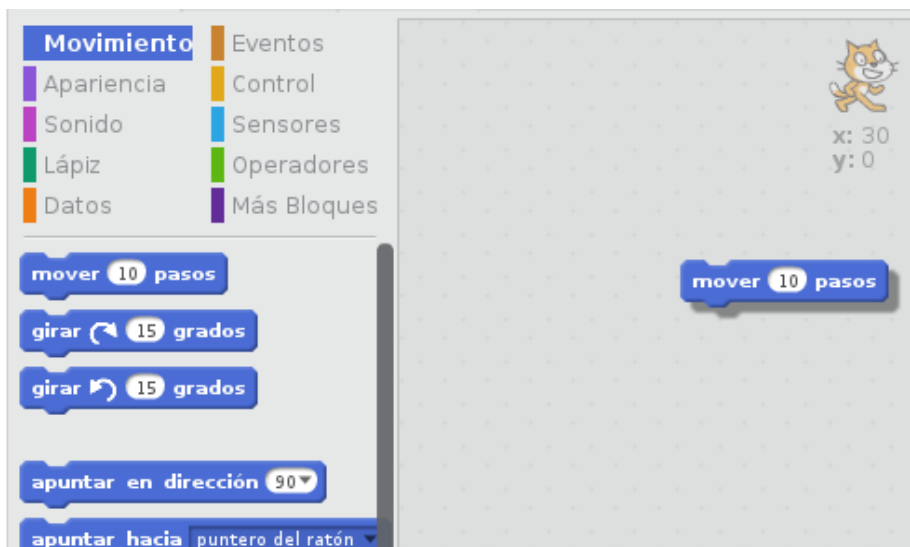 Movimiento
Eventos
Apariencia
Control
Sonido
Sensores
Lápiz
Operadores
Datos
Más Bloques
mover 10 pasos
girar 15 grados
girar 15 grados
apuntar en dirección 90
apuntar hacia puntero del ratón
x: 30
y: 0
mover 10 pasos